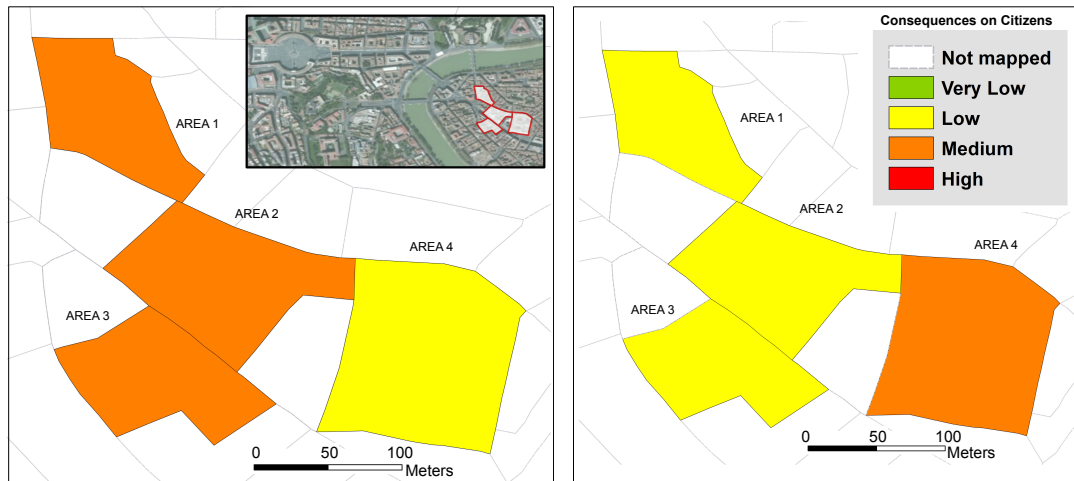 AREA 1
AREA 2
AREA 4
AREA 3
0 50 100
Meters
Consequences on Citizens
Not mapped
Very Low
Low
Medium
High
AREA 1
AREA 2
AREA 4
AREA 3
0 50 100
Meters